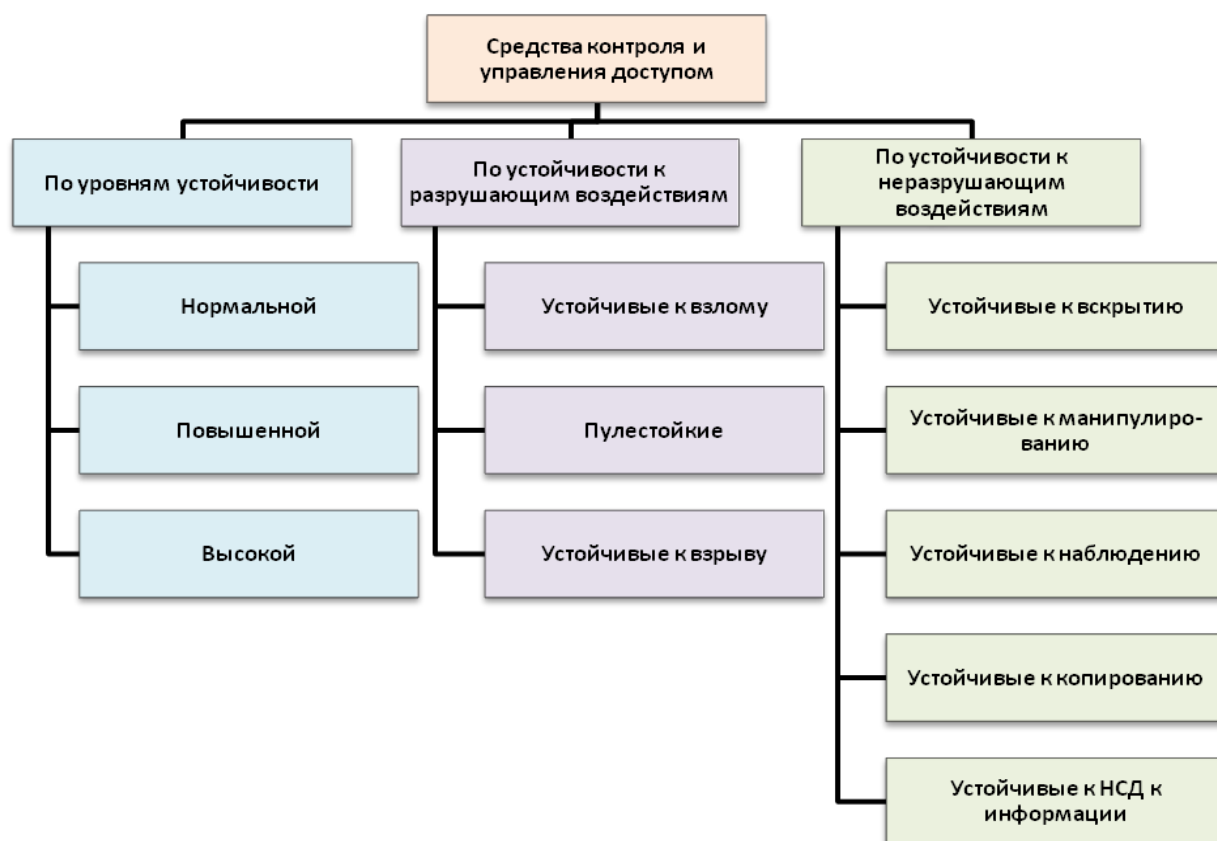 Средства контроля и
управления доступом
По уровням устойчивости
Нормальной
Повышенной
Высокой
По устойчивости к
разрушающим воздействиям
Устойчивые к взлому
Пулестойкие
Устойчивые к взрыву
По устойчивости к
неразрушающим
воздействиям
Устойчивые к вскрытию
Устойчивые к манипулиро-
ванию
Устойчивые к наблюдению
Устойчивые к копированию
Устойчивые к НСД к
информации